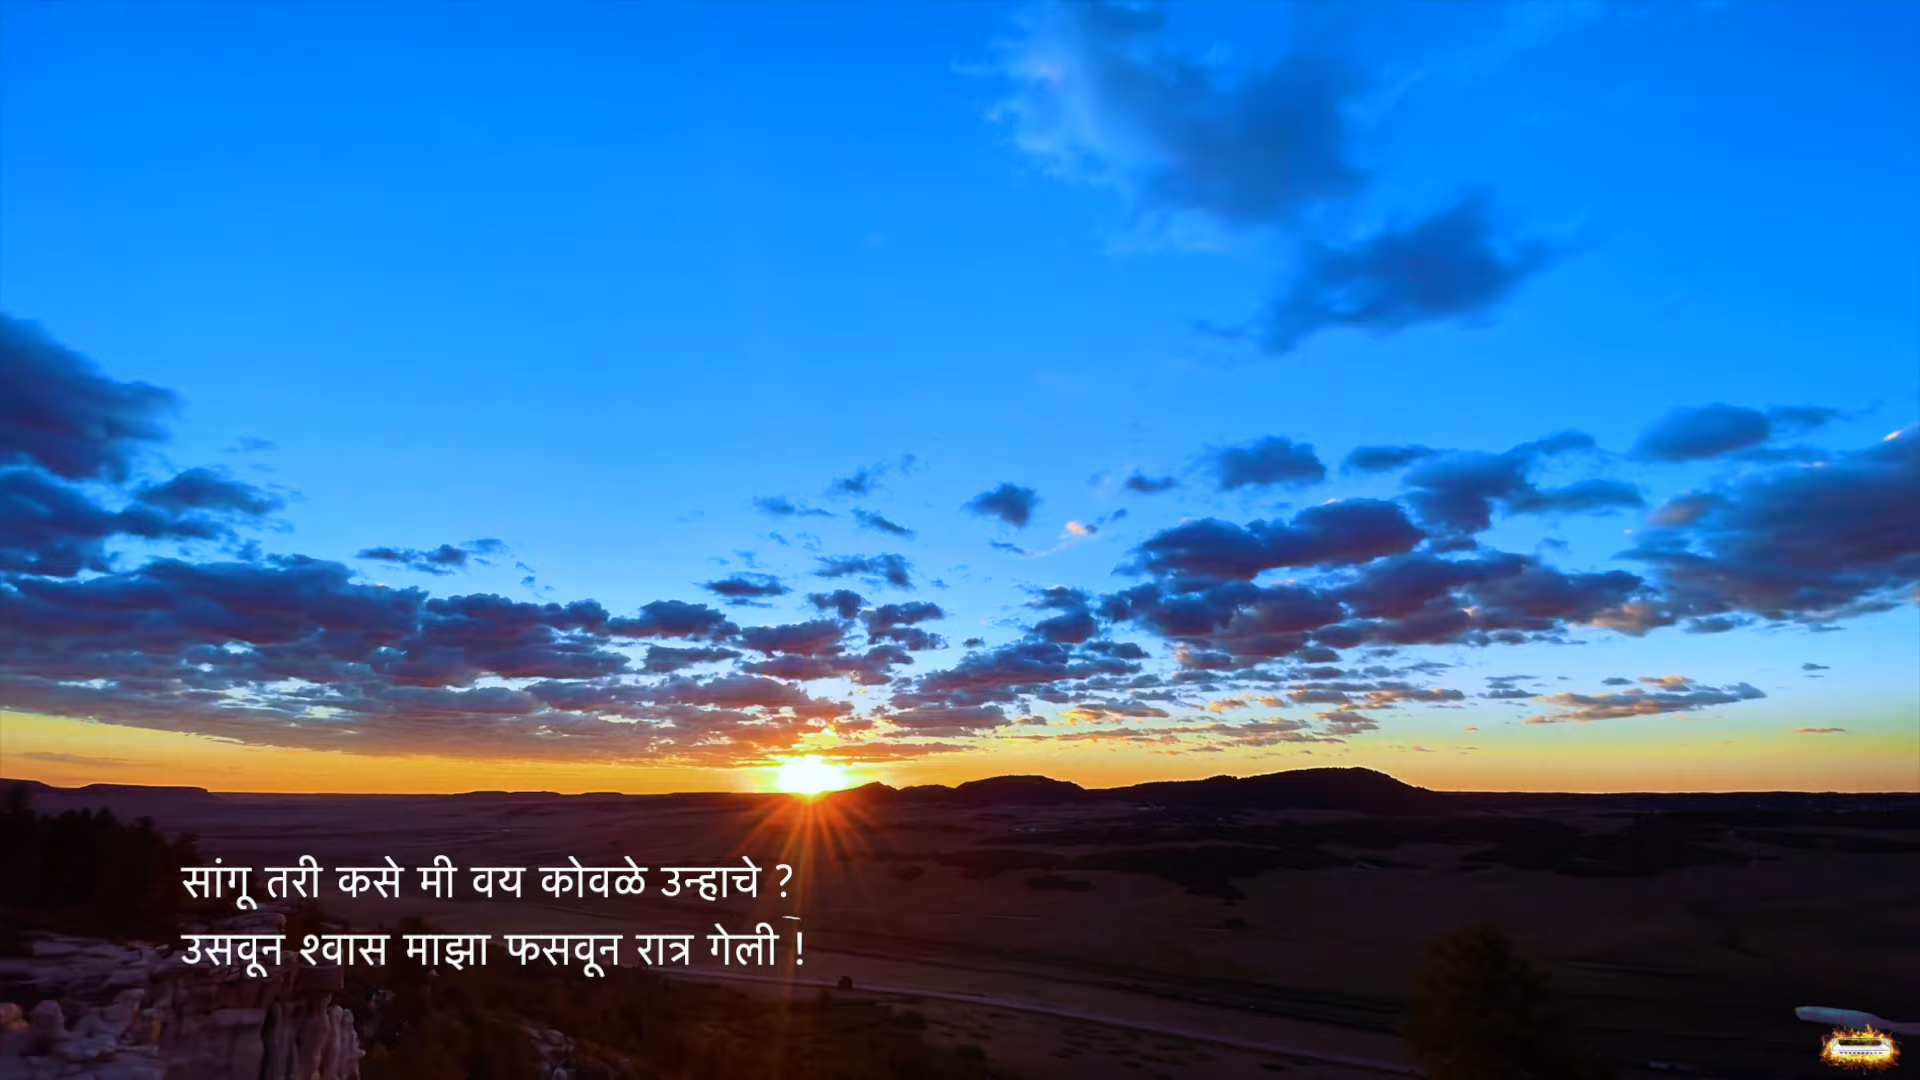 सांगू तरी कसे मी वय कोवळे उन्हाचे ?
उसवून श्वास माझा फसवून रात्र गेली !